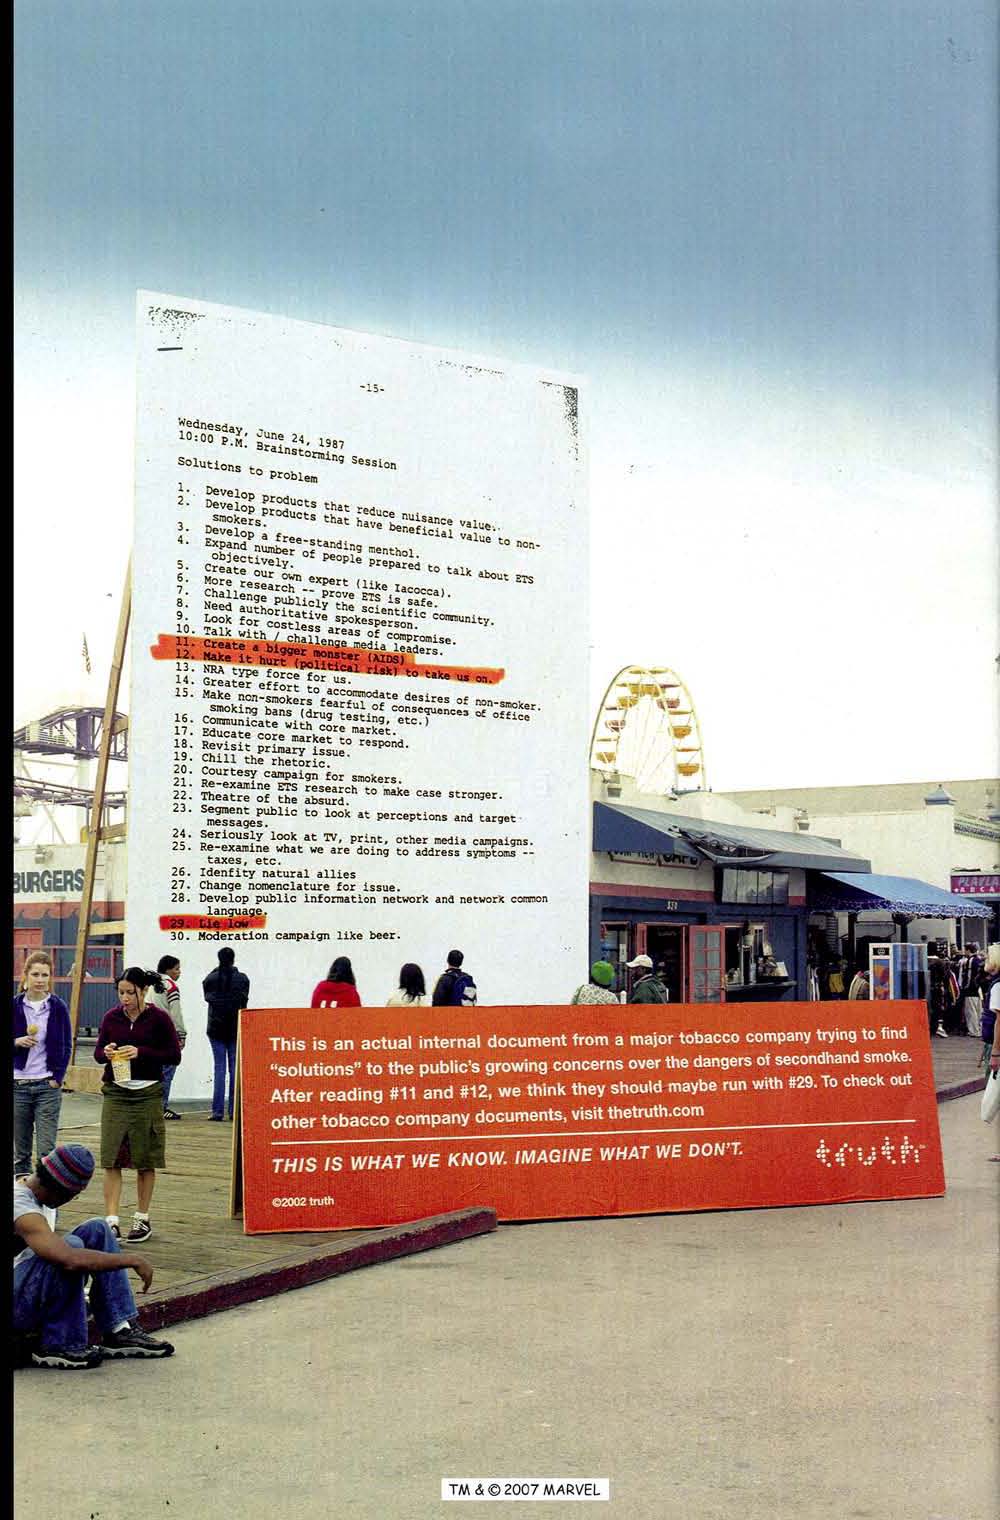 -15-
Wednesday, June 24, 1987
10:00 P.M. Brainstorming Session
Solutions to problem
1. Develop products that reduce nuisance value.
2. Develop products that have beneficial value to non-
smokers.
3. Develop a free-standing menthol.
4. Expand number of people prepared to talk about ETS
objectively.
5. Create our own expert (like Iacocca).
6. More research -- prove ETS is safe.
7. Challenge publicly the scientific community.
8. Need authoritative spokesperson.
9. Look for costless areas of compromise.
10. Talk with / challenge media leaders.
11. Create a bigger monster (AIDS)
12. Make it hurt (political risk) to take us on.
13. NRA type force for us.
14. Greater effort to accommodate desires of non-smoker.
15. Make non-smokers fearful of consequences of office
smoking bans (drug testing, etc.)
16. Communicate with core market.
17. Educate core market to respond.
18. Revisit primary issue.
19. Chill the rhetoric.
20. Courtesy campaign for smokers.
21. Re-examine ETS research to make case stronger.
22. Theatre of the absurd.
23. Segment public to look at perceptions and target
messages.
24. Seriously look at TV, print, other media campaigns.
25. Re-examine what we are doing to address symptoms --
taxes, etc.
26. Idenfity natural allies
27. Change nomenclature for issue.
28. Develop public information network and network common
language.
29. Lie low
30. Moderation campaign like beer.
BURGERS
PLAYLA
ARCA
This is an actual internal document from a major tobacco company trying to find
“solutions” to the public's growing concerns over the dangers of secondhand smoke.
After reading #11 and #12, we think they should maybe run with #29. To check out
other tobacco company documents, visit thetruth.com
THIS IS WHAT WE KNOW. IMAGINE WHAT WE DON'T.
truth
©2002 truth
TM & © 2007 MARVEL